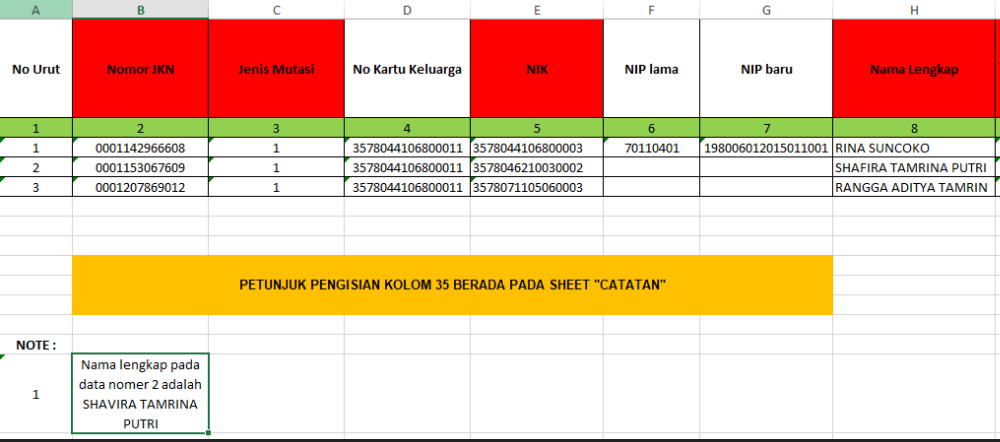 A B C D E F G H
No Urut Nomor JKN Jenis Mutasi No Kartu Keluarga NIK NIP lama NIP baru Nama Lengkap
1 2 3 4 5 6 7 8
1 0001142966608 1 3578044106800011 3578044106800003 70110401 198006012015011001 RINA SUNCOKO
2 0001153067609 1 3578044106800011 3578046210030002 SHAFIRA TAMRINA PUTRI
3 0001207869012 1 3578044106800011 3578071105060003 RANGGA ADITYA TAMRIN
PETUNJUK PENGISIAN KOLOM 35 BERADA PADA SHEET "CATATAN"
NOTE :
1
Nama lengkap pada
data nomer 2 adalah
SHAVIRA TAMRINA
PUTRI